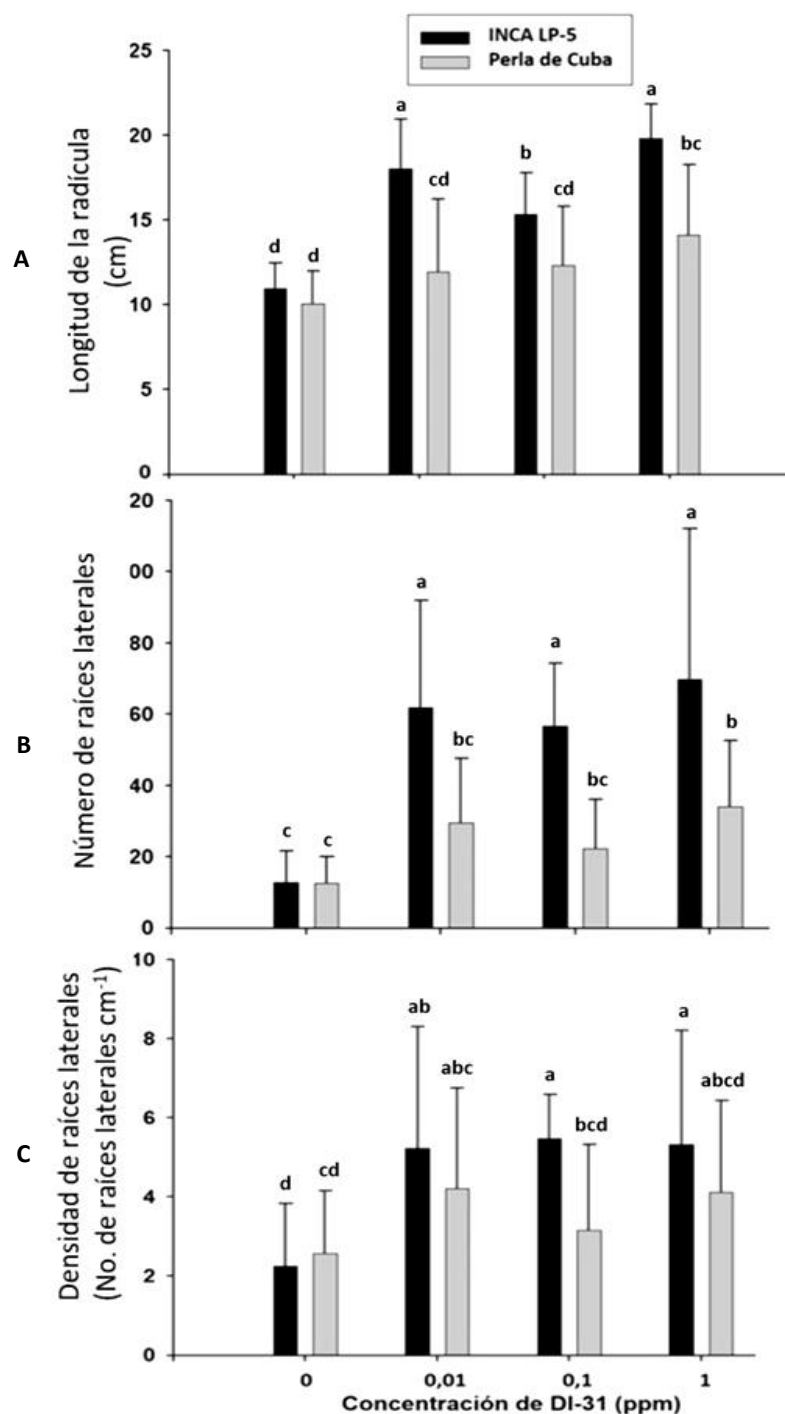 INCA LP-5
Perla de Cuba
A
Longitud de la radícula
(cm)
25
20
15
10
5
0
d d a cd b cd a bc
B
Número de raíces laterales
20
00
80
60
40
20
0
c c a bc a bc a b
C
Densidad de raíces laterales
(No. de raíces laterales cm⁻¹)
10
8
6
4
2
0
d cd ab abc a bcd a abcd
0 0,01 0,1 1
Concentración de DI-31 (ppm)